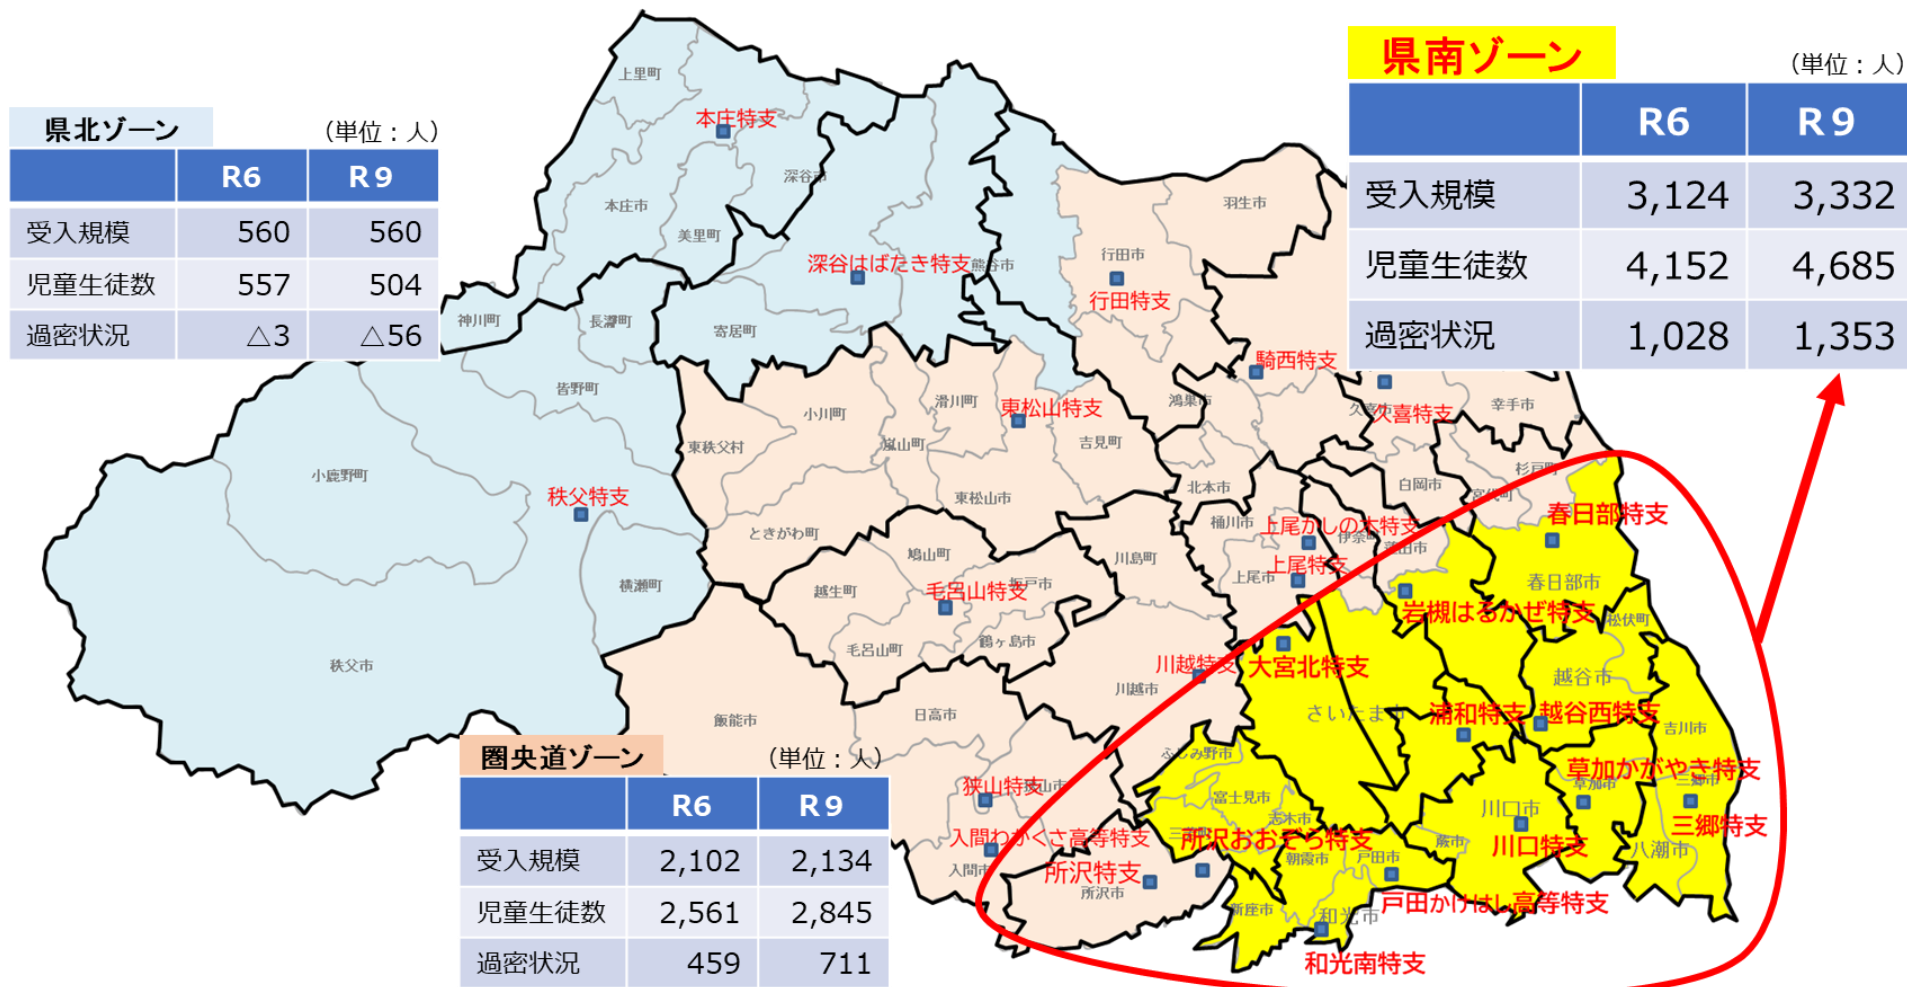 県北ゾーン
(単位：人)
R6 R９
受入規模 560 560
児童生徒数 557 504
過密状況 △3 △56
県南ゾーン
(単位：人)
R6 R９
受入規模 3,124 3,332
児童生徒数 4,152 4,685
過密状況 1,028 1,353
圏央道ゾーン
(単位：人)
R6 R９
受入規模 2,102 2,134
児童生徒数 2,561 2,845
過密状況 459 711
上里町
本庄特支
深谷市
本庄市
美里町
羽生市
行田市
深谷はばたき特支
熊谷市
行田特支
神川町
長瀞町
寄居町
騎西特支
皆野町
小川町
滑川町
東松山特支
鴻巣市
久喜市
久喜特支
幸手市
東秩父村
嵐山町
吉見町
小鹿野町
秩父特支
東松山市
北本市
白岡市
杉戸町
宮代町
春日部特支
ときがわ町
桶川市
上尾かしの木特支
伊奈町
蓮田市
鳩山町
川島町
上尾市
上尾特支
春日部市
横瀬町
越生町
毛呂山特支
坂戸市
岩槻はるかぜ特支
松伏町
毛呂山町
鶴ヶ島市
秩父市
川越特支
大宮北特支
川越市
越谷市
飯能市
日高市
さいたま市
浦和特支
越谷西特支
吉川市
ふじみ野市
狭山特支
狭山市
富士見市
草加かがやき特支
草加市
三郷市
川口市
志木市
入間わかくさ高等特支
三芳町
所沢おおぞら特支
蕨市
川口特支
三郷特支
八潮市
入間市
所沢特支
所沢市
朝霞市
戸田市
戸田かけはし高等特支
新座市
和光市
和光南特支